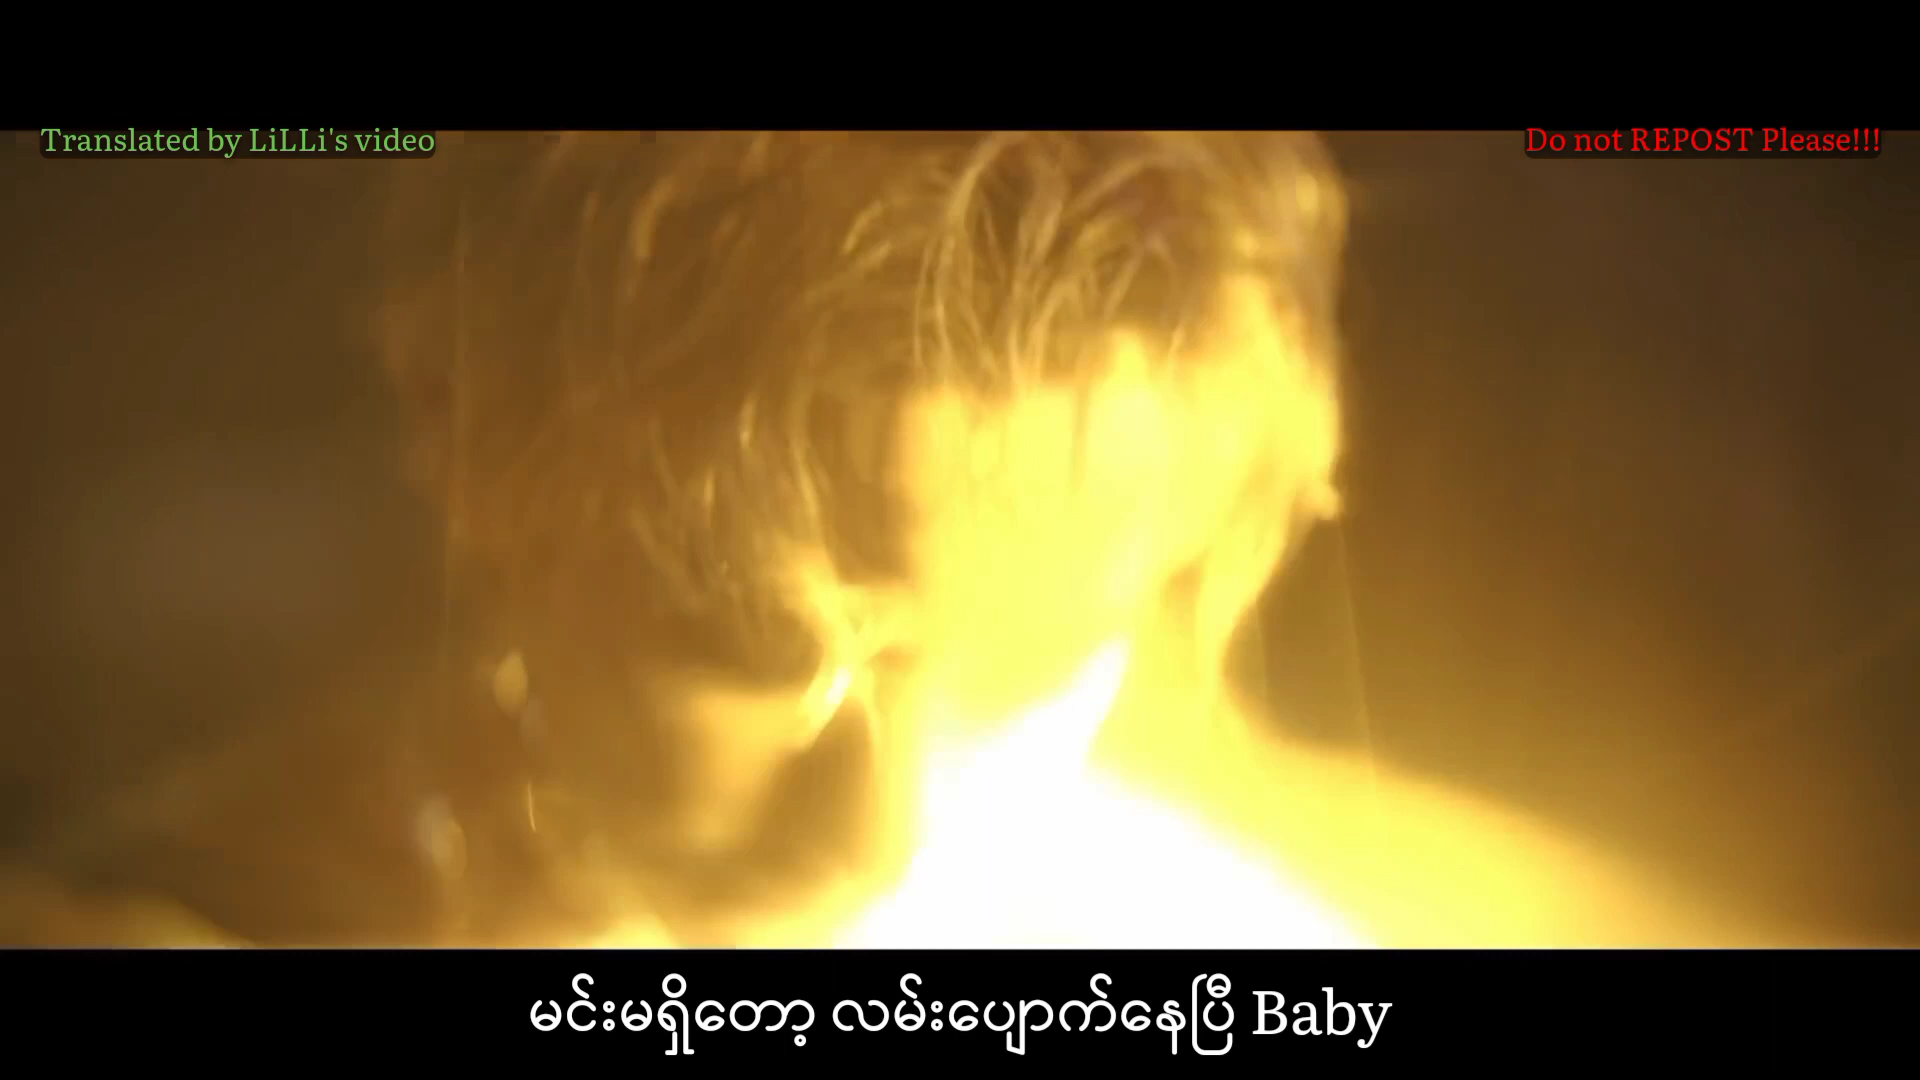 Translated by LiLLi's video
Do not REPOST Please!!!
မင်းမရှိတော့ လမ်းပျောက်နေပြီ Baby